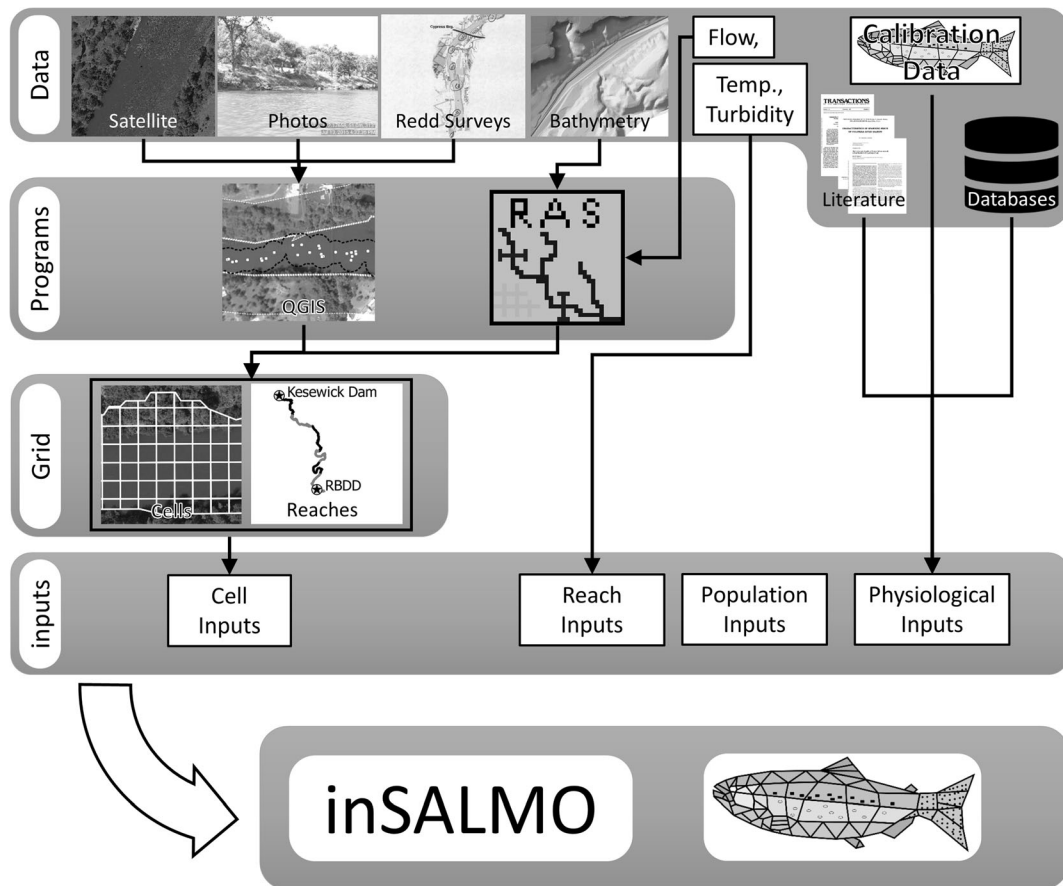 Data
Satellite
Photos
Redd Surveys
Bathymetry
Flow,
Temp.,
Turbidity
Calibration
Data
TRANSACTIONS
Literature
Databases
Programs
QGIS
RAS
Grid
Cells
Kesewick Dam
RBDD
Reaches
inputs
Cell
Inputs
Reach
Inputs
Population
Inputs
Physiological
Inputs
inSALMO